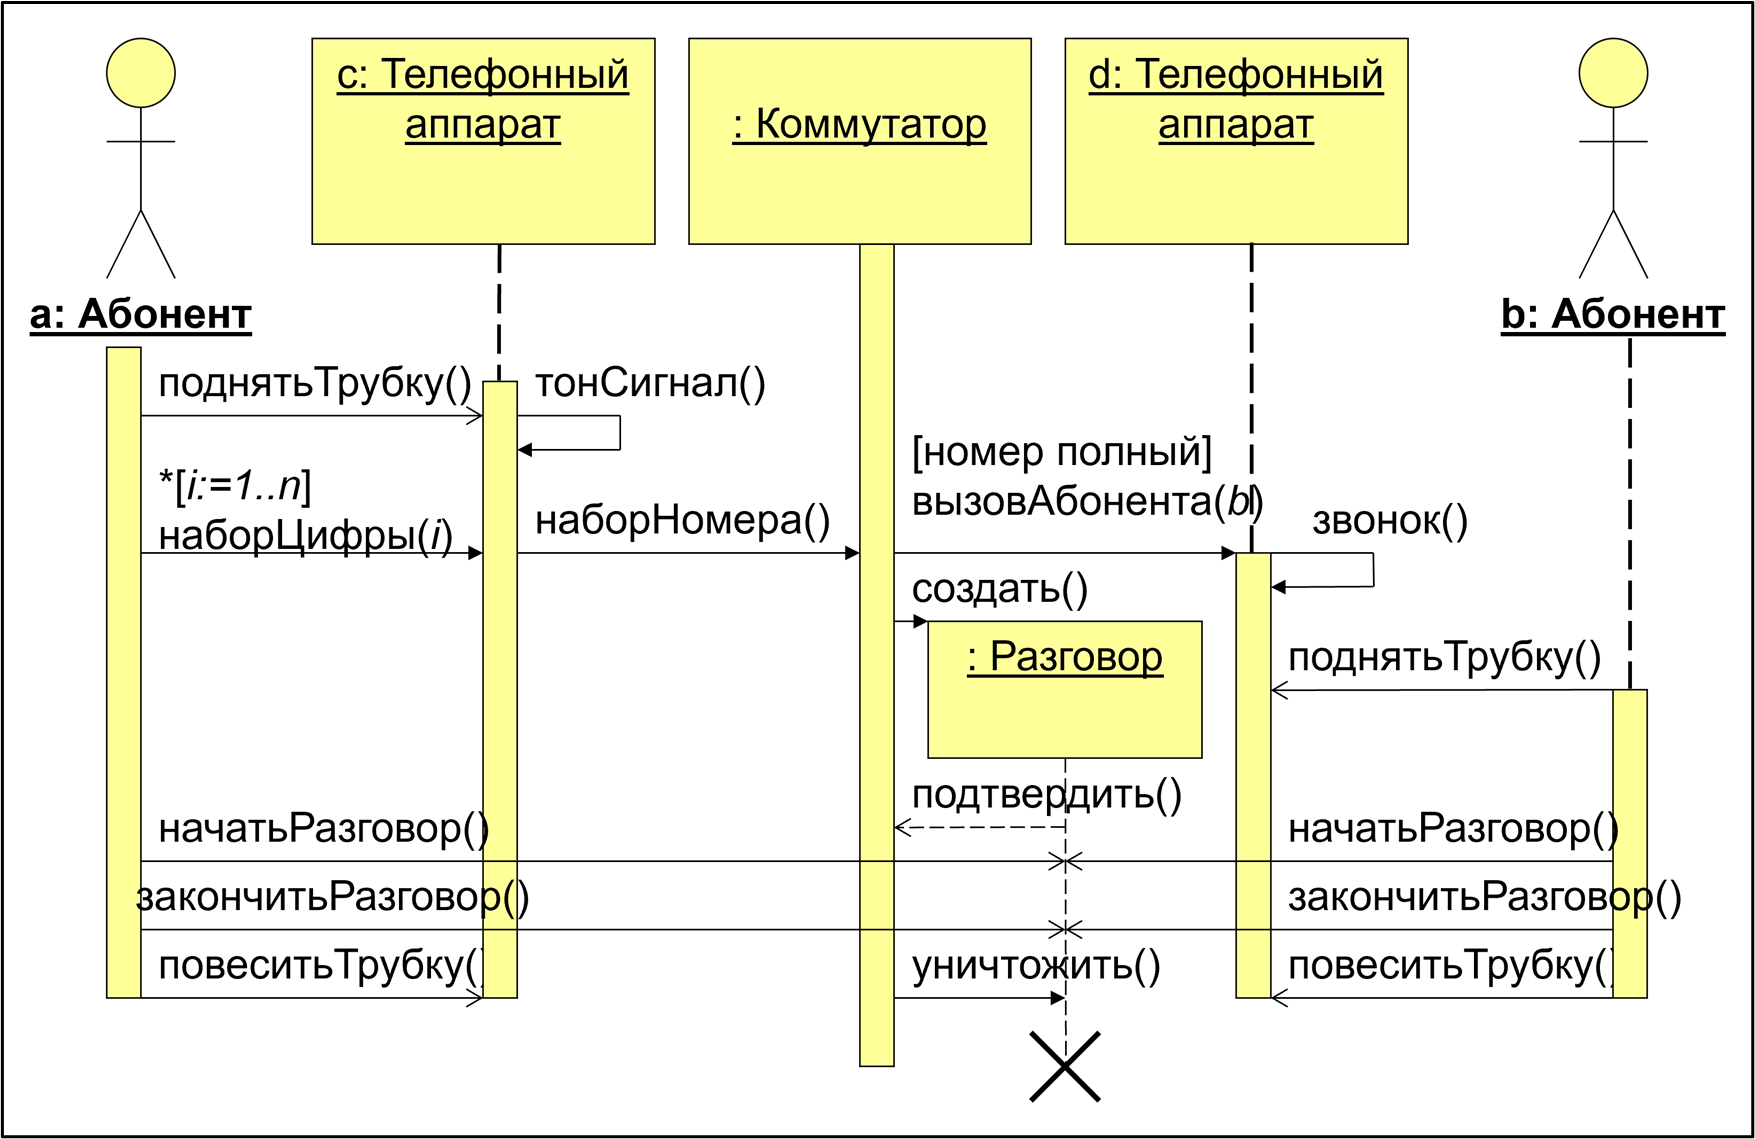 c: Телефонный
аппарат
: Коммутатор
d: Телефонный
аппарат
a: Абонент
b: Абонент
поднятьТрубку()
тонСигнал()
[номер полный]
вызовАбонента(b)
*[i:=1..n]
наборЦифры(i)
наборНомера()
звонок()
создать()
: Разговор
поднятьТрубку()
подтвердить()
начатьРазговор()
начатьРазговор()
закончитьРазговор()
закончитьРазговор()
повеситьТрубку()
уничтожить()
повеситьТрубку()